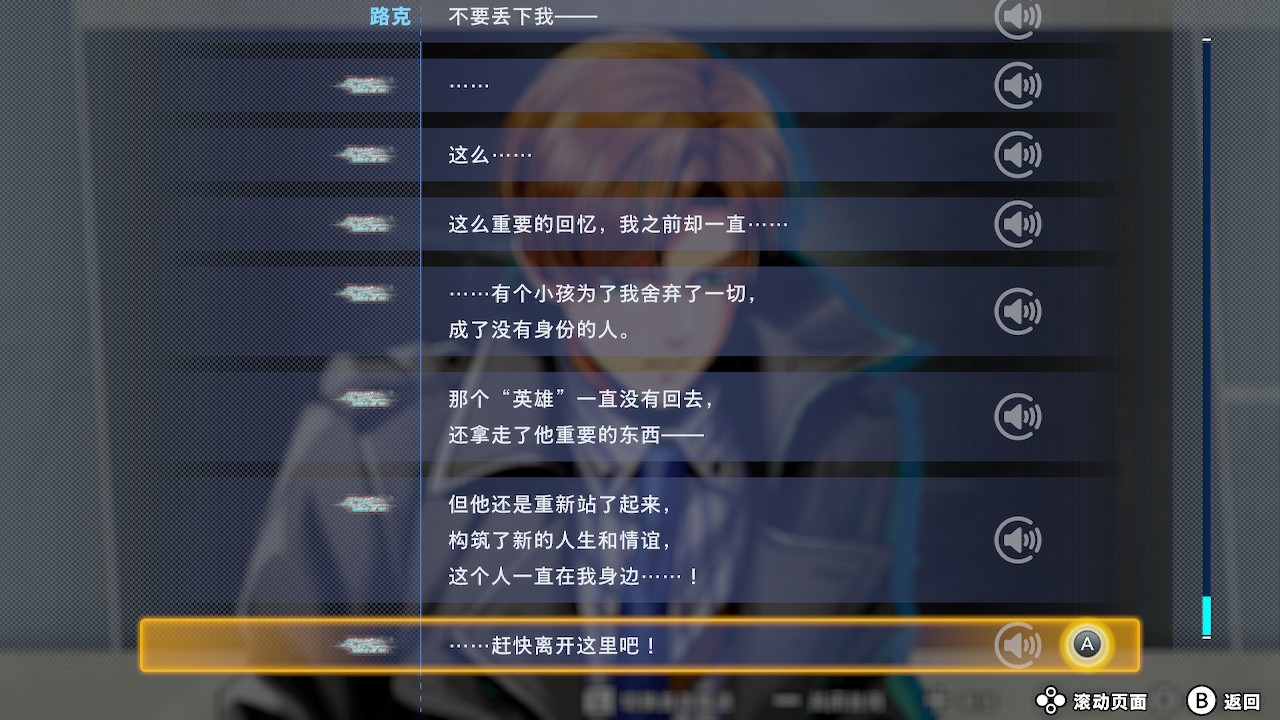 路克 不要丢下我——
……
这么……
这么重要的回忆，我之前却一直……
……有个小孩为了我舍弃了一切，
成了没有身份的人。
那个“英雄”一直没有回去，
还拿走了他重要的东西——
但他还是重新站了起来，
构筑了新的人生和情谊，
这个人一直在我身边……！
……赶快离开这里吧！
A
滚动页面 B 返回